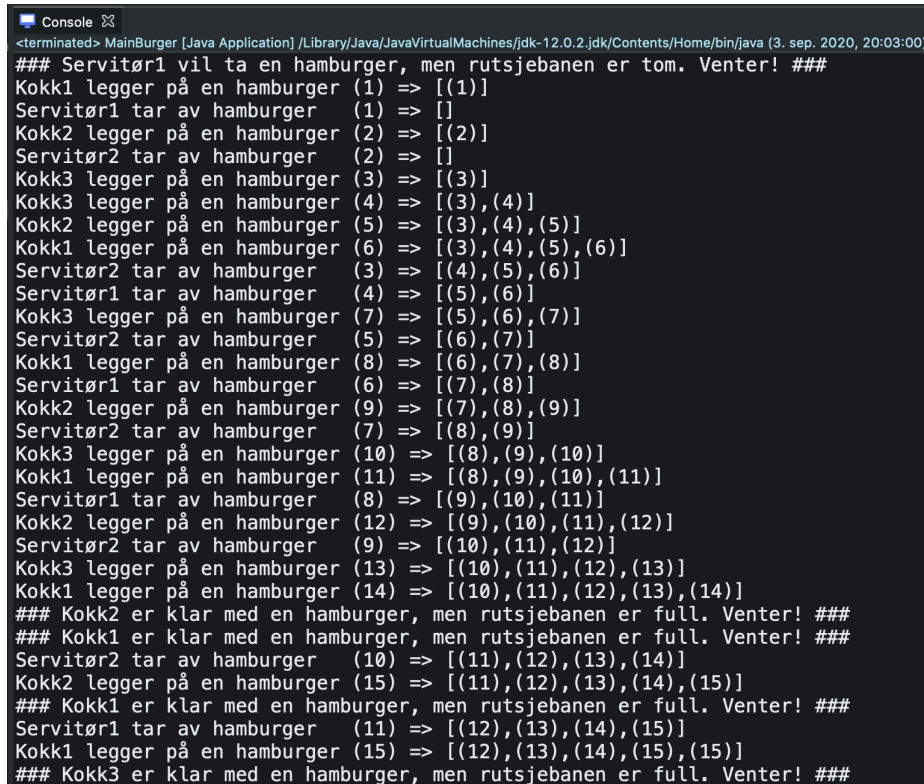 Console
<terminated> MainBurger [Java Application] /Library/Java/JavaVirtualMachines/jdk-12.0.2.jdk/Contents/Home/bin/java (3. sep. 2020, 20:03:00)
### Servitør1 vil ta en hamburger, men rutsjebanen er tom. Venter! ###
Kokk1 legger på en hamburger (1) => [(1)]
Servitør1 tar av hamburger   (1) => []
Kokk2 legger på en hamburger (2) => [(2)]
Servitør2 tar av hamburger   (2) => []
Kokk3 legger på en hamburger (3) => [(3)]
Kokk3 legger på en hamburger (4) => [(3),(4)]
Kokk2 legger på en hamburger (5) => [(3),(4),(5)]
Kokk1 legger på en hamburger (6) => [(3),(4),(5),(6)]
Servitør2 tar av hamburger   (3) => [(4),(5),(6)]
Servitør1 tar av hamburger   (4) => [(5),(6)]
Kokk3 legger på en hamburger (7) => [(5),(6),(7)]
Servitør2 tar av hamburger   (5) => [(6),(7)]
Kokk1 legger på en hamburger (8) => [(6),(7),(8)]
Servitør1 tar av hamburger   (6) => [(7),(8)]
Kokk2 legger på en hamburger (9) => [(7),(8),(9)]
Servitør2 tar av hamburger   (7) => [(8),(9)]
Kokk3 legger på en hamburger (10) => [(8),(9),(10)]
Kokk1 legger på en hamburger (11) => [(8),(9),(10),(11)]
Servitør1 tar av hamburger   (8) => [(9),(10),(11)]
Kokk2 legger på en hamburger (12) => [(9),(10),(11),(12)]
Servitør2 tar av hamburger   (9) => [(10),(11),(12)]
Kokk3 legger på en hamburger (13) => [(10),(11),(12),(13)]
Kokk1 legger på en hamburger (14) => [(10),(11),(12),(13),(14)]
### Kokk2 er klar med en hamburger, men rutsjebanen er full. Venter! ###
### Kokk1 er klar med en hamburger, men rutsjebanen er full. Venter! ###
Servitør2 tar av hamburger   (10) => [(11),(12),(13),(14)]
Kokk2 legger på en hamburger (15) => [(11),(12),(13),(14),(15)]
### Kokk1 er klar med en hamburger, men rutsjebanen er full. Venter! ###
Servitør1 tar av hamburger   (11) => [(12),(13),(14),(15)]
Kokk1 legger på en hamburger (15) => [(12),(13),(14),(15),(15)]
### Kokk3 er klar med en hamburger, men rutsjebanen er full. Venter! ###